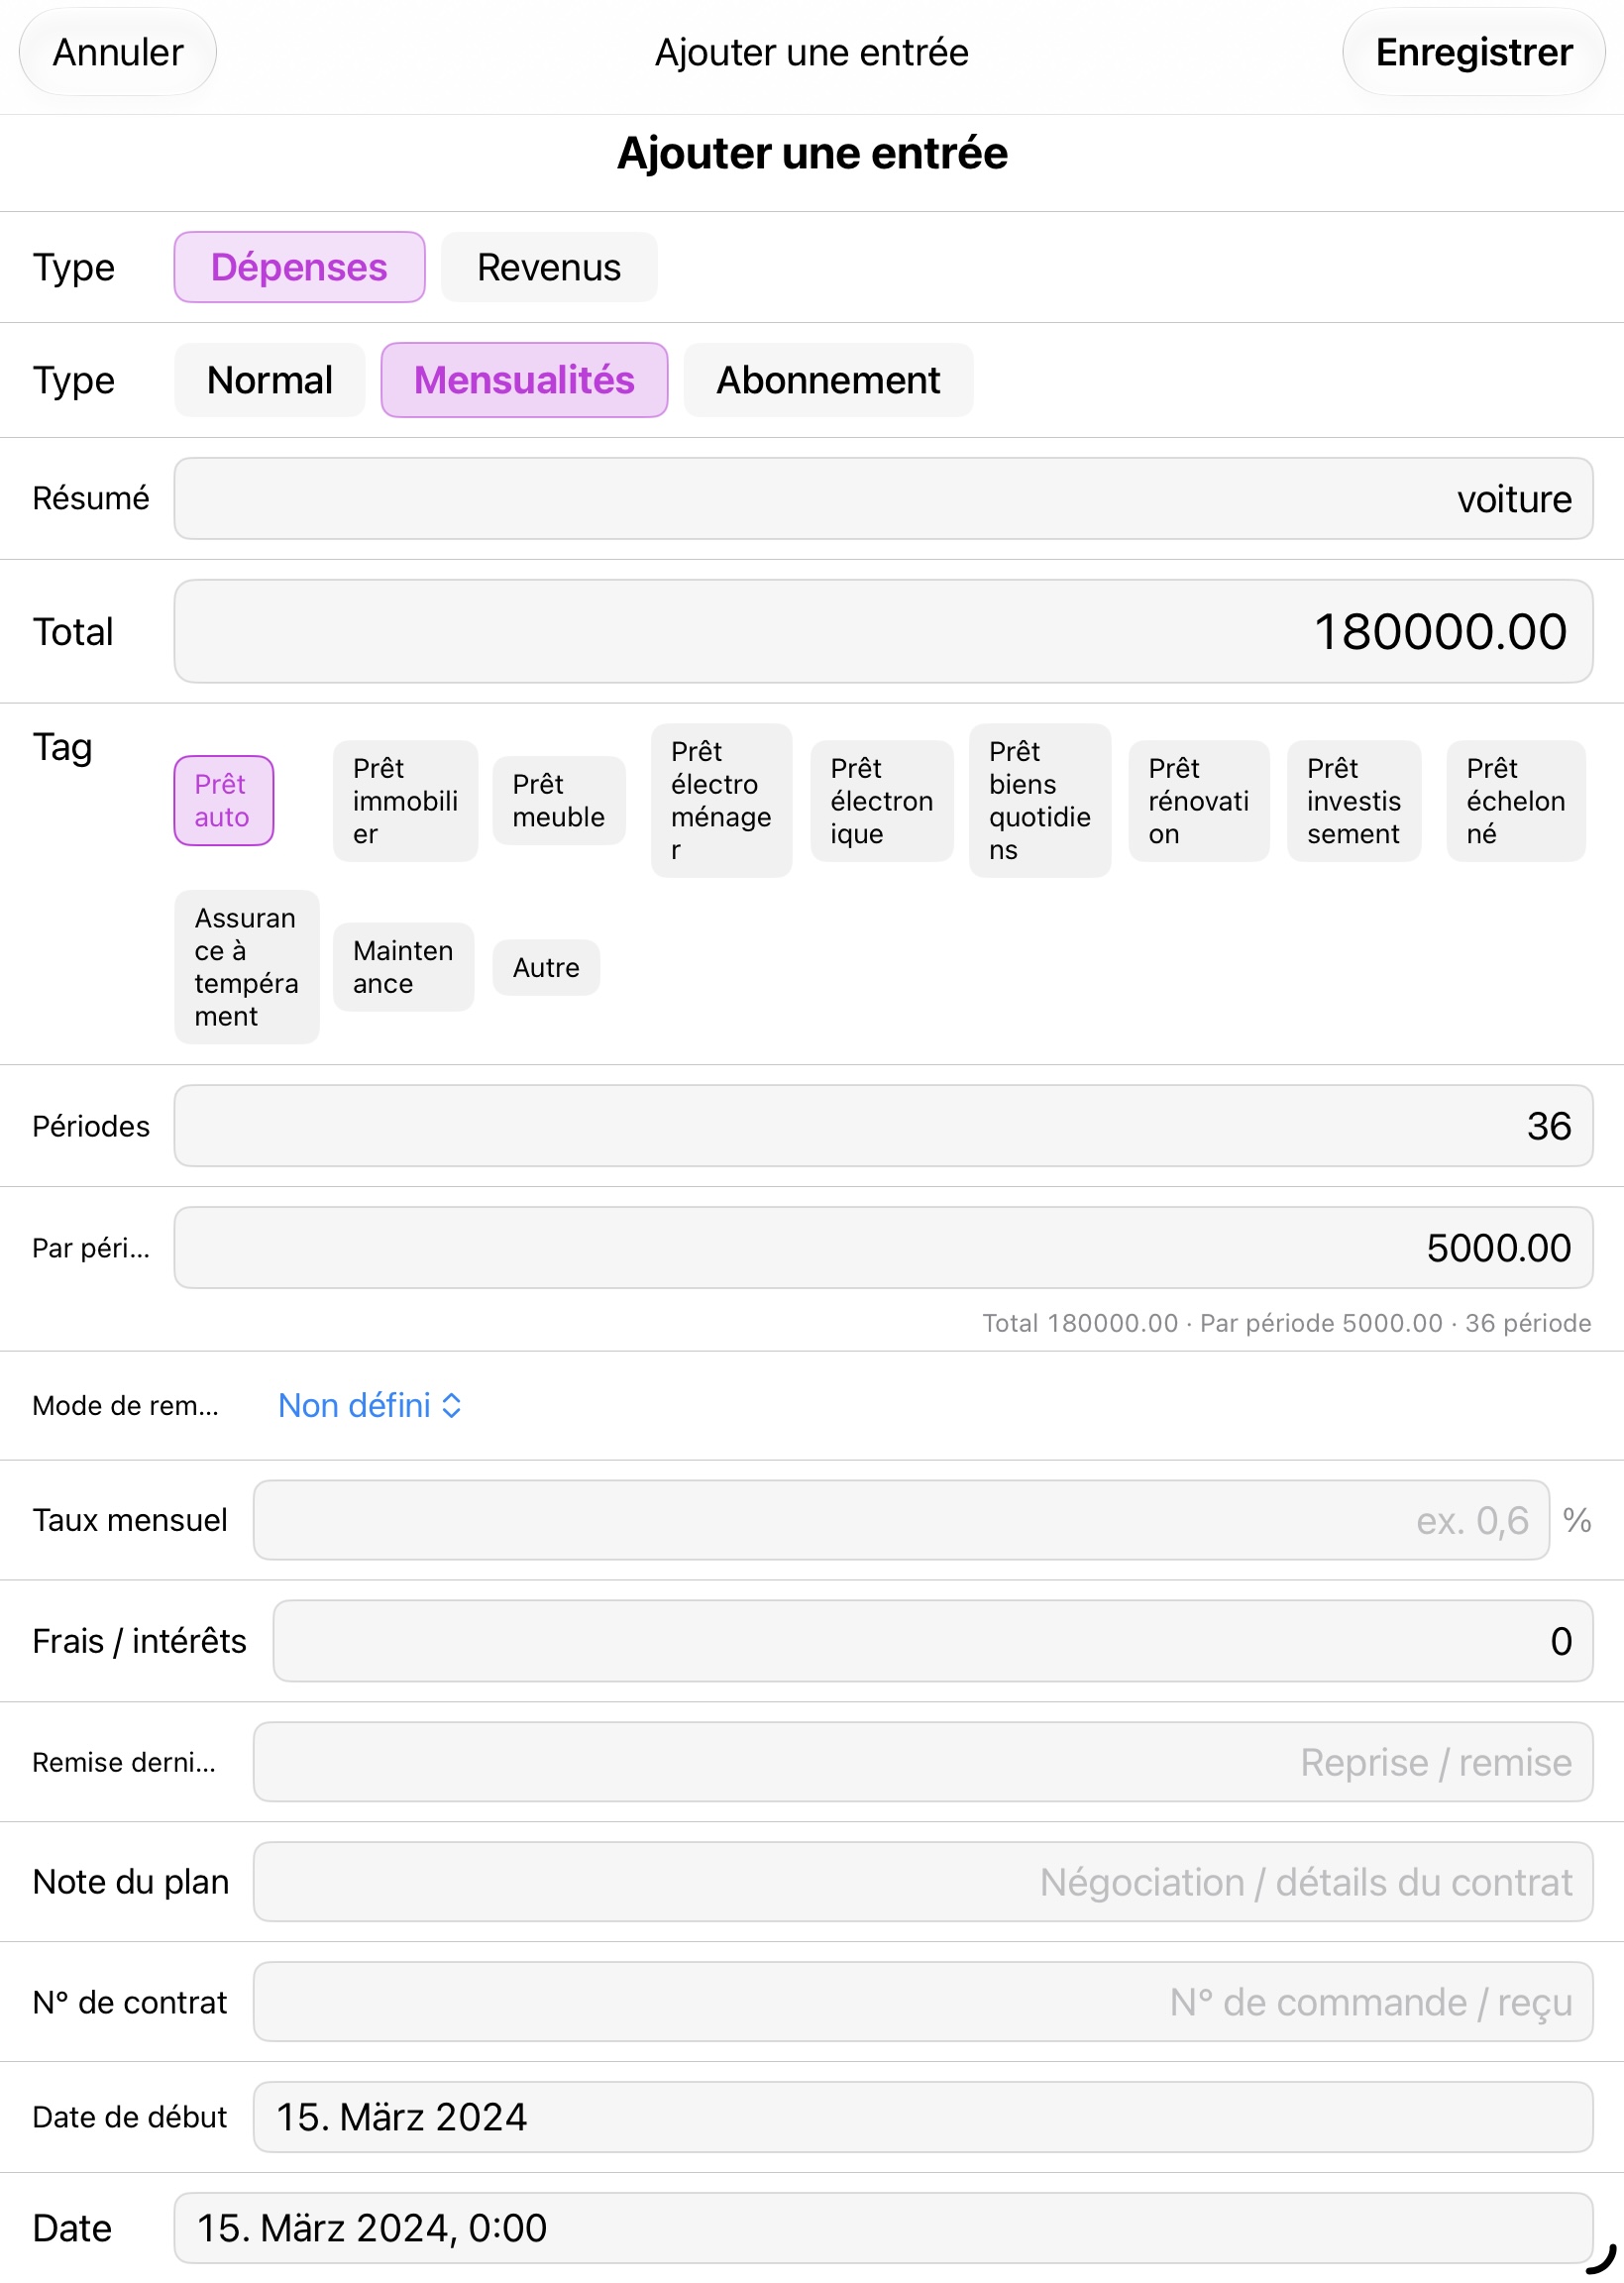 Annuler
Ajouter une entrée
Enregistrer
Ajouter une entrée
Type
Dépenses
Revenus
Type
Normal
Mensualités
Abonnement
Résumé
voiture
Total
180000.00
Tag
Prêt
auto
Prêt
immobili
er
Prêt
meuble
Prêt
électro
ménage
r
Prêt
électron
ique
Prêt
biens
quotidie
ns
Prêt
rénovati
on
Prêt
investis
sement
Prêt
échelon
né
Assuran
ce à
tempéra
ment
Mainten
ance
Autre
Périodes
36
Par péri...
5000.00
Total 180000.00 · Par période 5000.00 · 36 période
Mode de rem...
Non défini
Taux mensuel
ex. 0,6
%
Frais / intérêts
0
Remise derni...
Reprise / remise
Note du plan
Négociation / détails du contrat
N° de contrat
N° de commande / reçu
Date de début
15. März 2024
Date
15. März 2024, 0:00